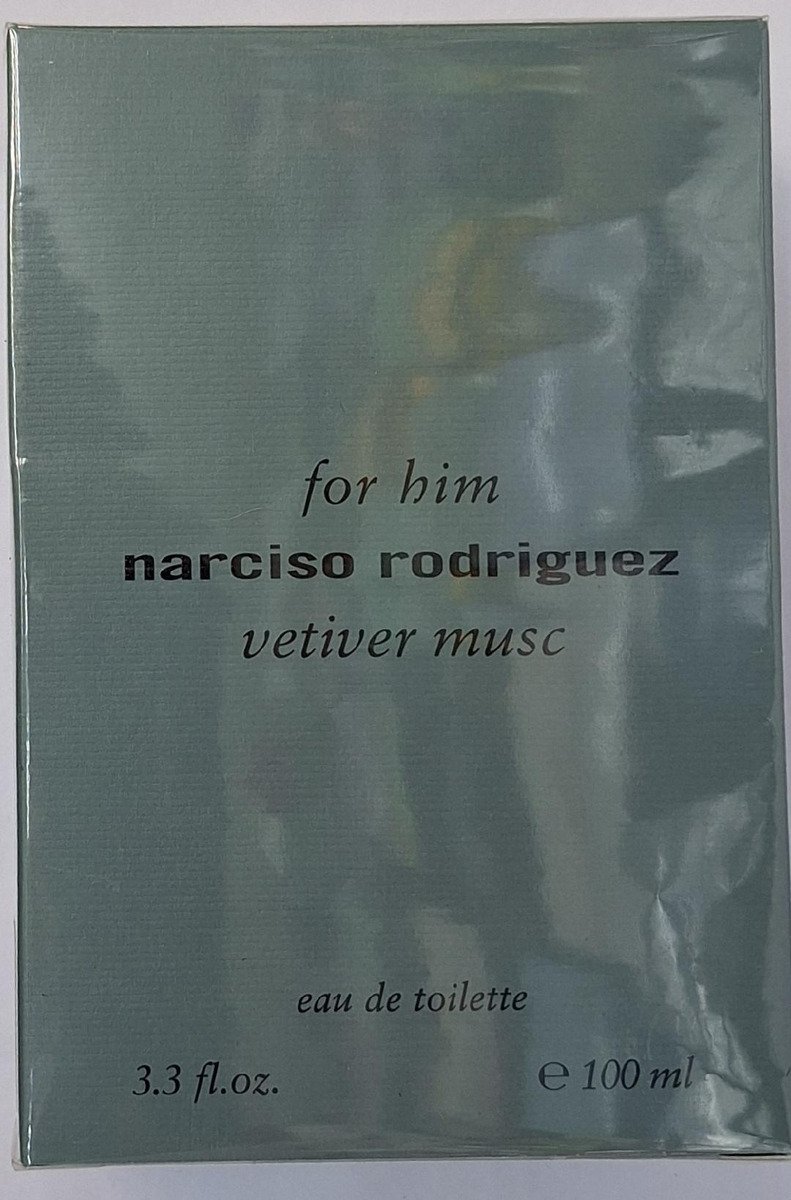 for him
narciso rodriguez
vetiver musc
eau de toilette
3.3 fl.oz. ℮ 100 ml